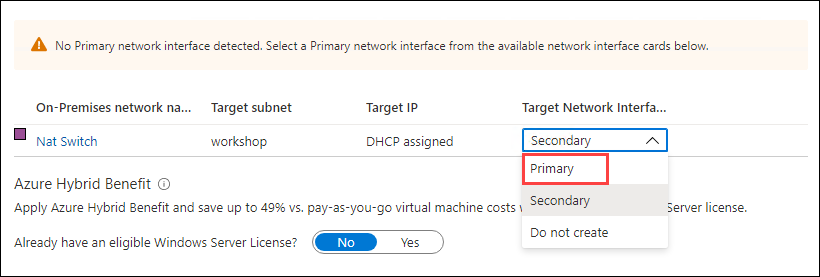 No Primary network interface detected. Select a Primary network interface from the available network interface cards below.
On-Premises network na... Target subnet Target IP Target Network Interfa...
Nat Switch workshop DHCP assigned Secondary
Primary
Azure Hybrid Benefit
Secondary
Apply Azure Hybrid Benefit and save up to 49% vs. pay-as-you-go virtual machine costs Server license.
Do not create
Already have an eligible Windows Server License? No Yes